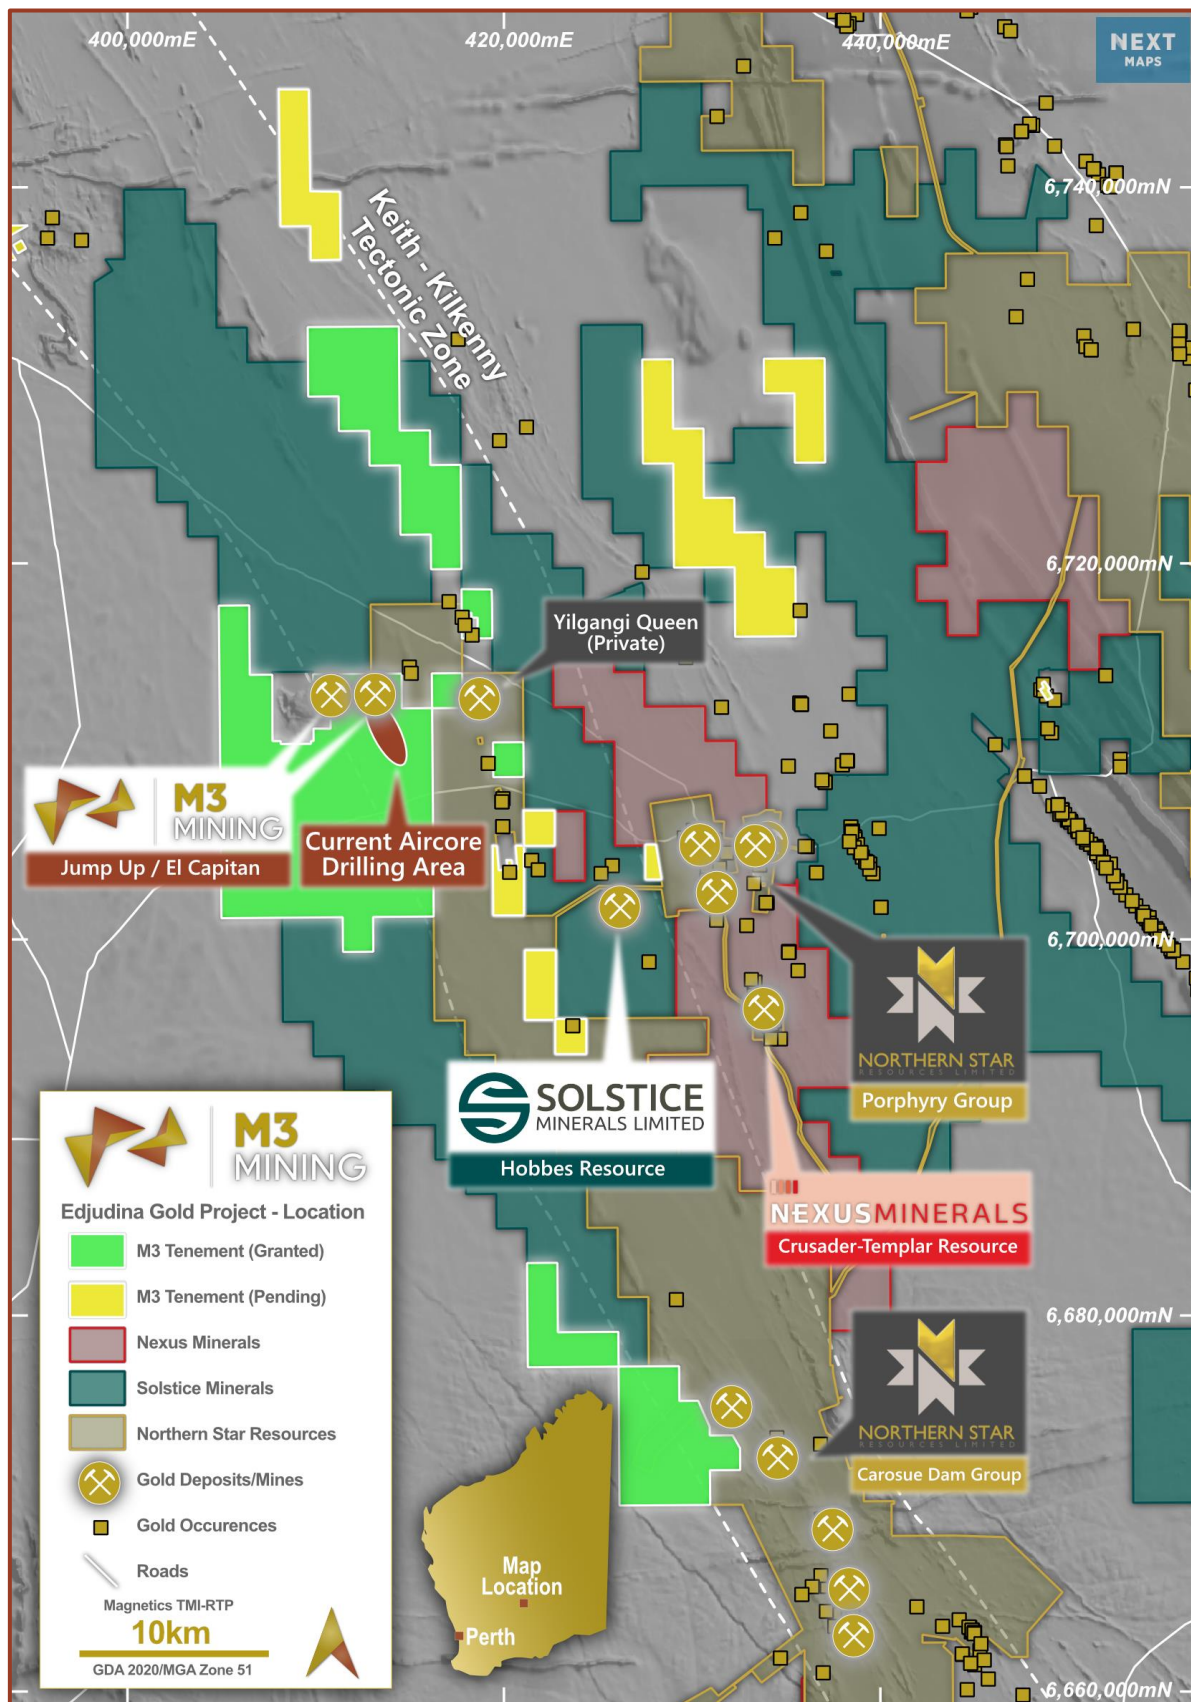 400,000mE
420,000mE
440,000mE
NEXT
MAPS
6,740,000mN
Keith - Kilkenny
Tectonic Zone
6,720,000mN
Yilgangi Queen
(Private)
M3
MINING
Jump Up / El Capitan
Current Aircore
Drilling Area
6,700,000mN
NORTHERN STAR
RESOURCES LIMITED
Porphyry Group
SOLSTICE
MINERALS LIMITED
Hobbes Resource
NEXUSMINERALS
Crusader-Templar Resource
6,680,000mN
NORTHERN STAR
RESOURCES LIMITED
Carosue Dam Group
M3
MINING
Edjudina Gold Project - Location
M3 Tenement (Granted)
M3 Tenement (Pending)
Nexus Minerals
Solstice Minerals
Northern Star Resources
Gold Deposits/Mines
Gold Occurences
Roads
Magnetics TMI-RTP
10km
GDA 2020/MGA Zone 51
Map
Location
Perth
6,660,000mN